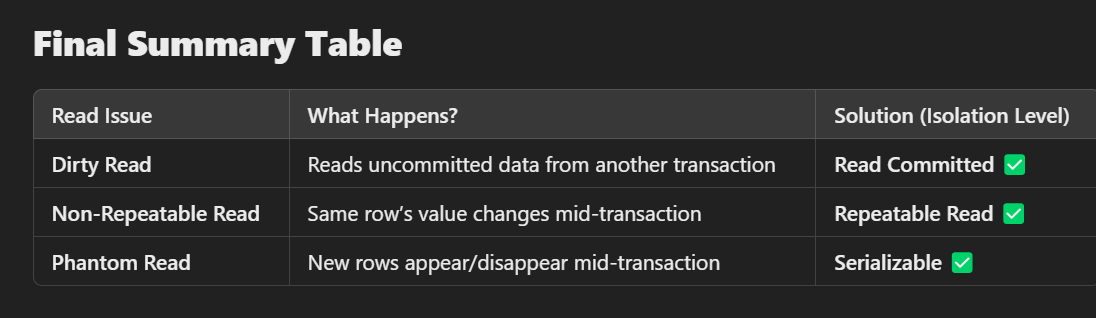 Final Summary Table
Read Issue What Happens? Solution (Isolation Level)
Dirty Read Reads uncommitted data from another transaction Read Committed ✅
Non-Repeatable Read Same row’s value changes mid-transaction Repeatable Read ✅
Phantom Read New rows appear/disappear mid-transaction Serializable ✅